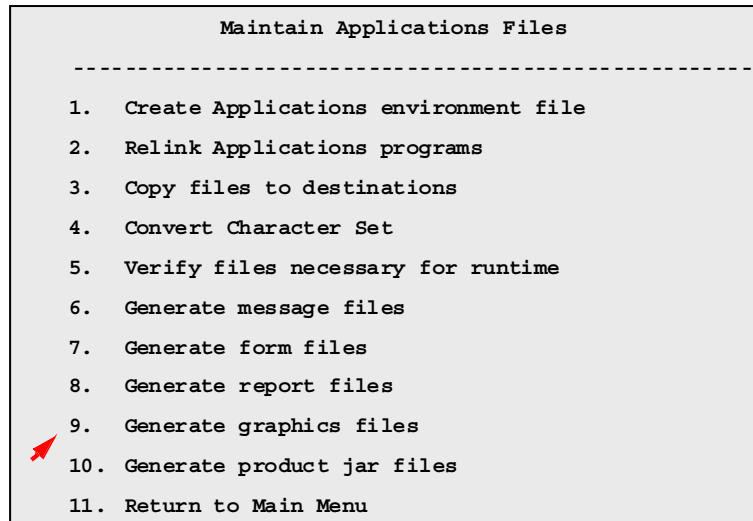 Maintain Applications Files
----------------------------------------------------
1. Create Applications environment file
2. Relink Applications programs
3. Copy files to destinations
4. Convert Character Set
5. Verify files necessary for runtime
6. Generate message files
7. Generate form files
8. Generate report files
9. Generate graphics files
10. Generate product jar files
11. Return to Main Menu